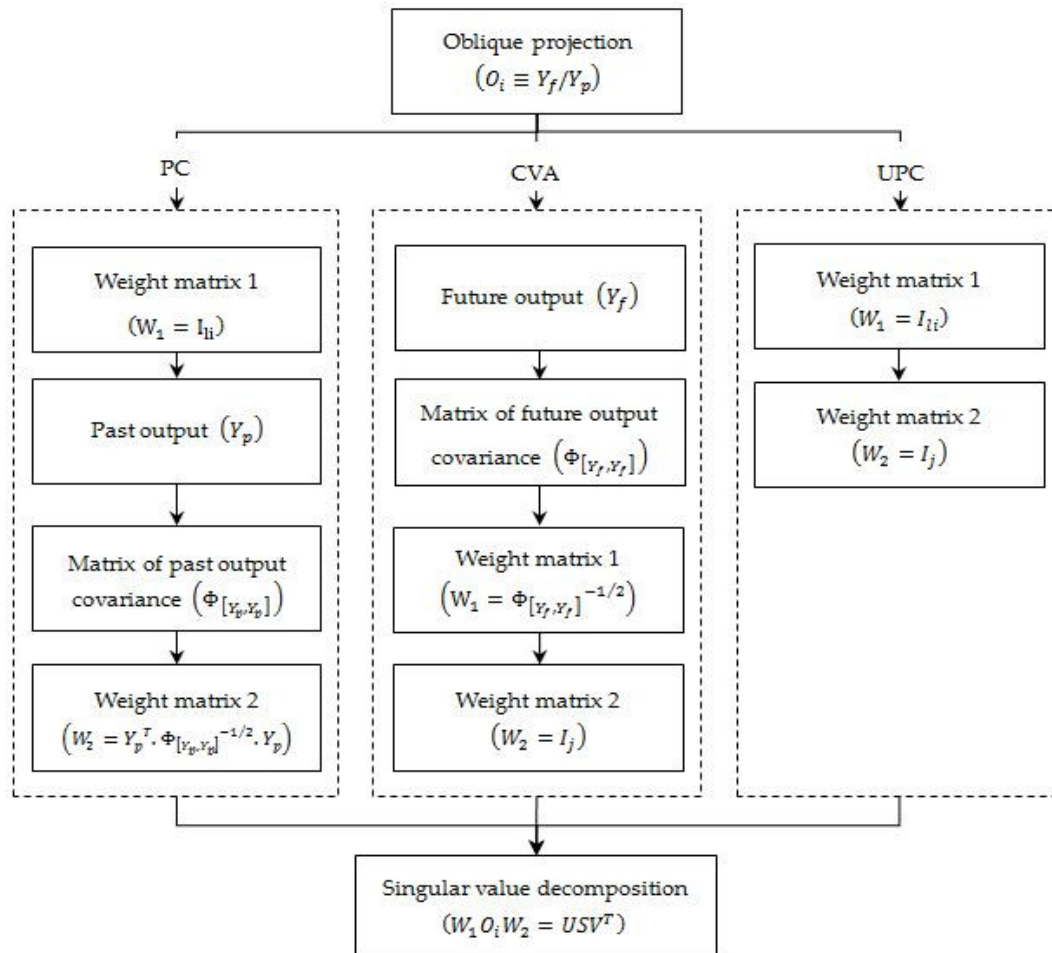 Oblique projection
(O_i ≡ Y_f/Y_p)
PC
CVA
UPC
Weight matrix 1
(W_1 = I_li)
Past output (Y_p)
Matrix of past output
covariance (Φ_[Y_p,Y_p])
Weight matrix 2
(W_2 = Y_p^T. Φ_[Y_p,Y_p]^-1/2. Y_p)
Future output (Y_f)
Matrix of future output
covariance (Φ_[Y_f,Y_f])
Weight matrix 1
(W_1 = Φ_[Y_f,Y_f]^-1/2)
Weight matrix 2
(W_2 = I_j)
Weight matrix 1
(W_1 = I_li)
Weight matrix 2
(W_2 = I_j)
Singular value decomposition
(W_1 O_i W_2 = USV^T)